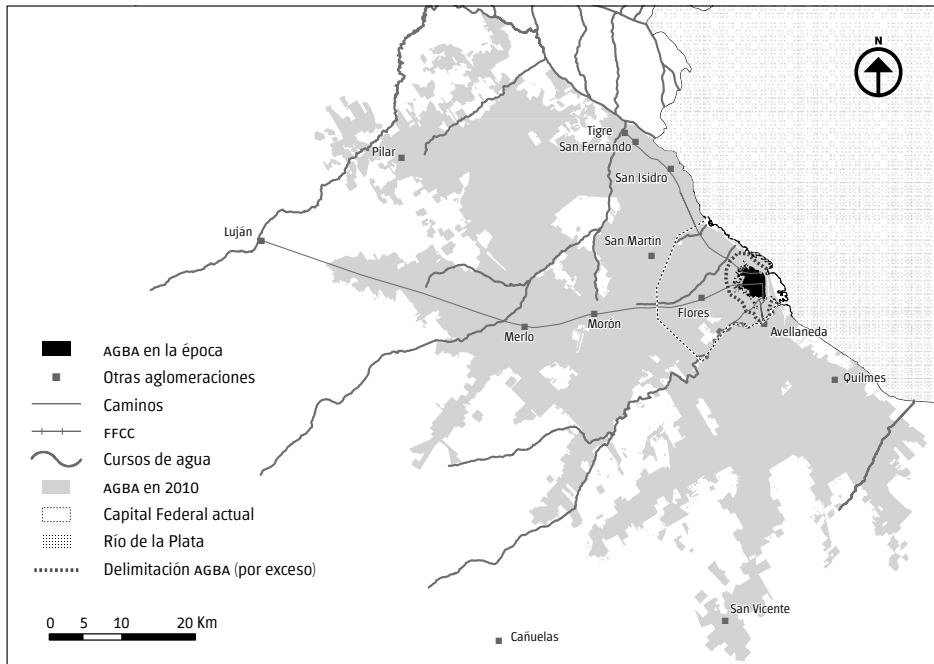 N
Tigre
San Fernando
San Isidro
Pilar
Luján
San Martin
Flores
Morón
Merlo
Avellaneda
Quilmes
San Vicente
Cañuelas
AGBA en la época
Otras aglomeraciones
Caminos
FFCC
Cursos de agua
AGBA en 2010
Capital Federal actual
Río de la Plata
Delimitación AGBA (por exceso)
0 5 10 20 Km